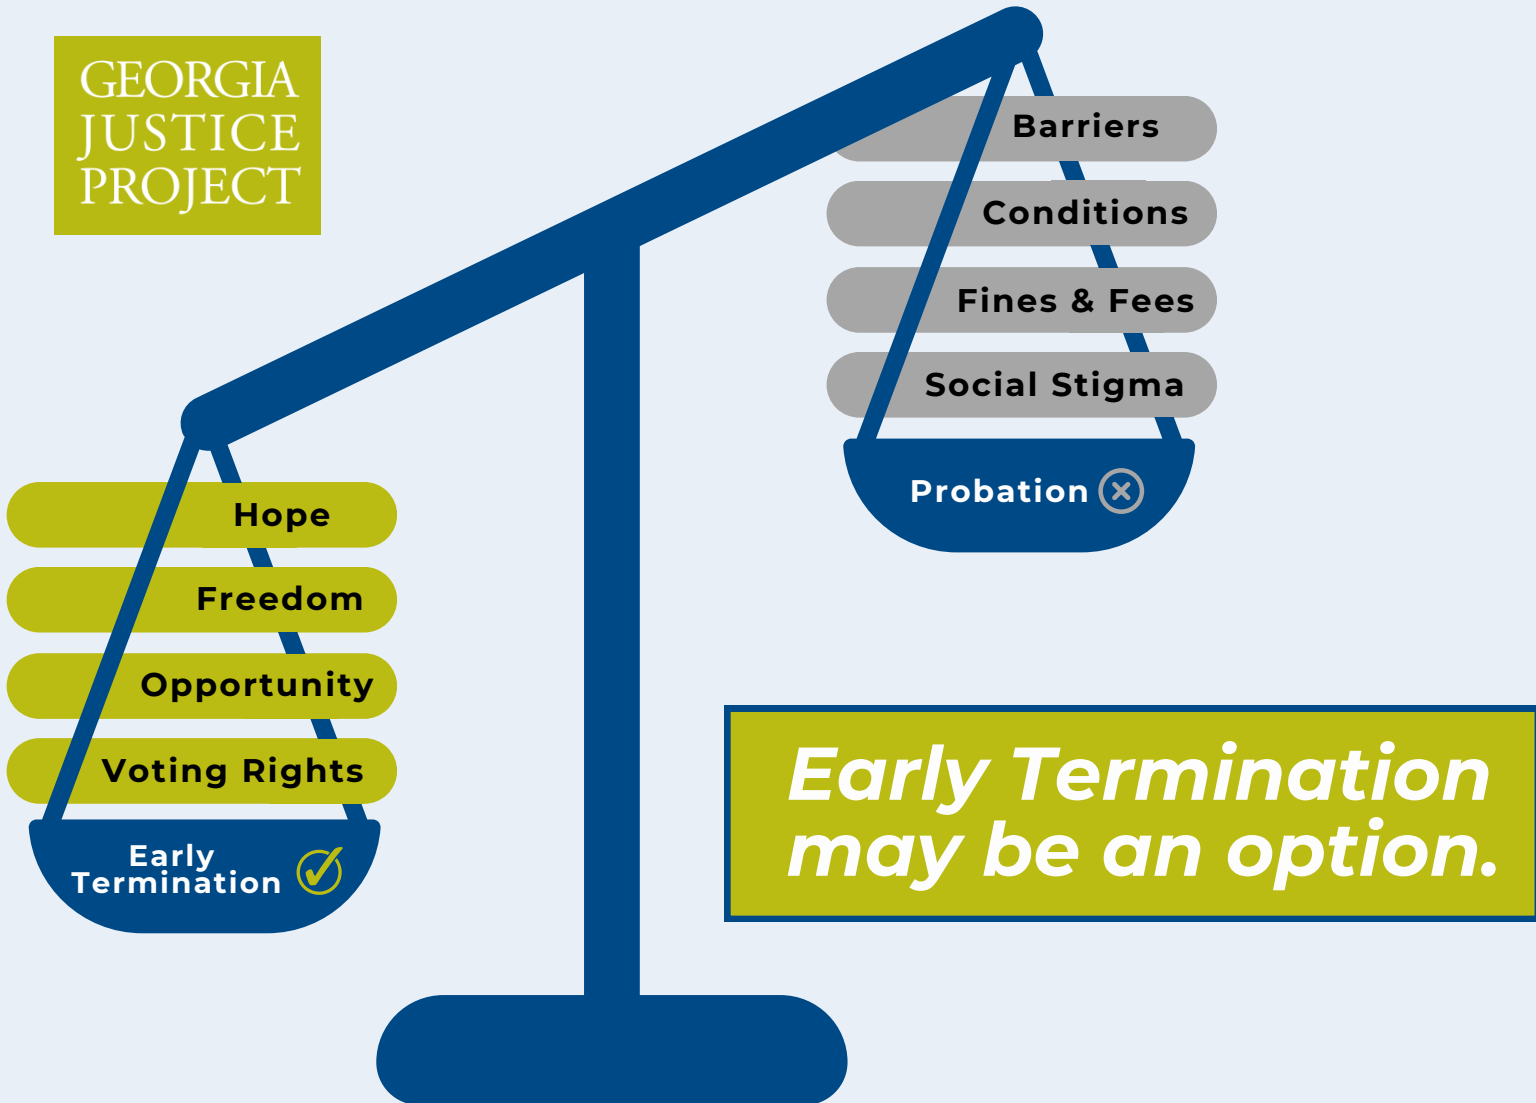 GEORGIA
JUSTICE
PROJECT
Barriers
Conditions
Fines & Fees
Social Stigma
Probation
Hope
Freedom
Opportunity
Voting Rights
Early
Termination
Early Termination
may be an option.